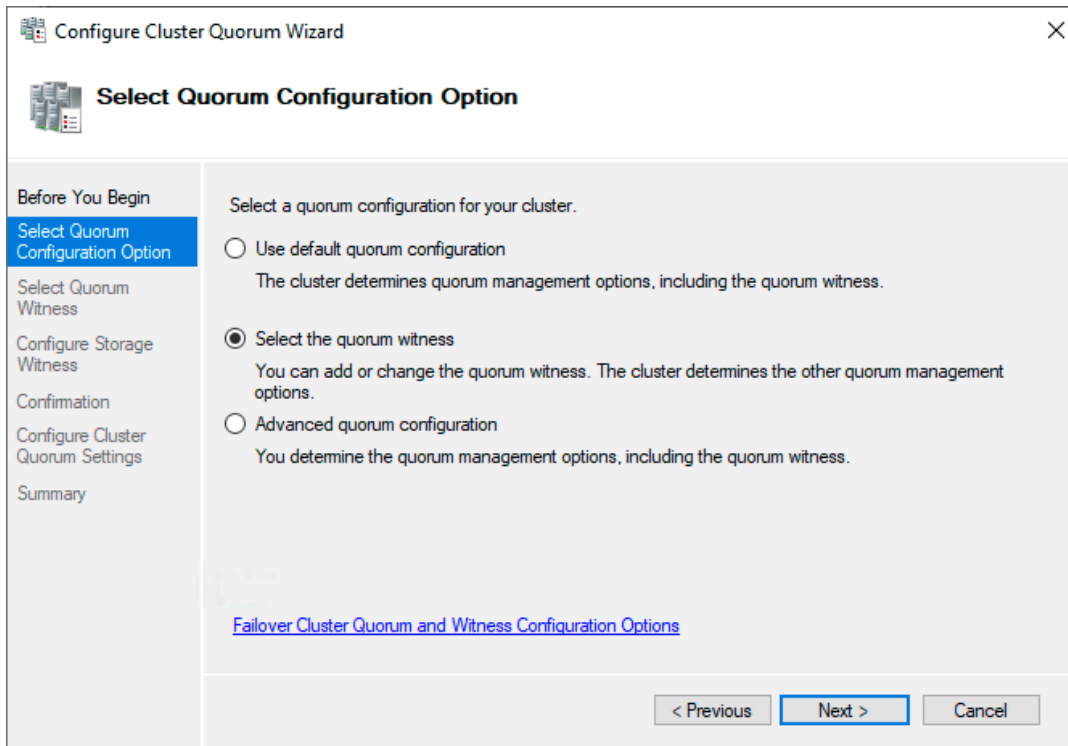 Configure Cluster Quorum Wizard
Select Quorum Configuration Option
Before You Begin
Select Quorum
Configuration Option
Select Quorum
Witness
Configure Storage
Witness
Confirmation
Configure Cluster
Quorum Settings
Summary
Select a quorum configuration for your cluster.
Use default quorum configuration
The cluster determines quorum management options, including the quorum witness.
Select the quorum witness
You can add or change the quorum witness. The cluster determines the other quorum management
options.
Advanced quorum configuration
You determine the quorum management options, including the quorum witness.
Failover Cluster Quorum and Witness Configuration Options
< Previous
Next >
Cancel